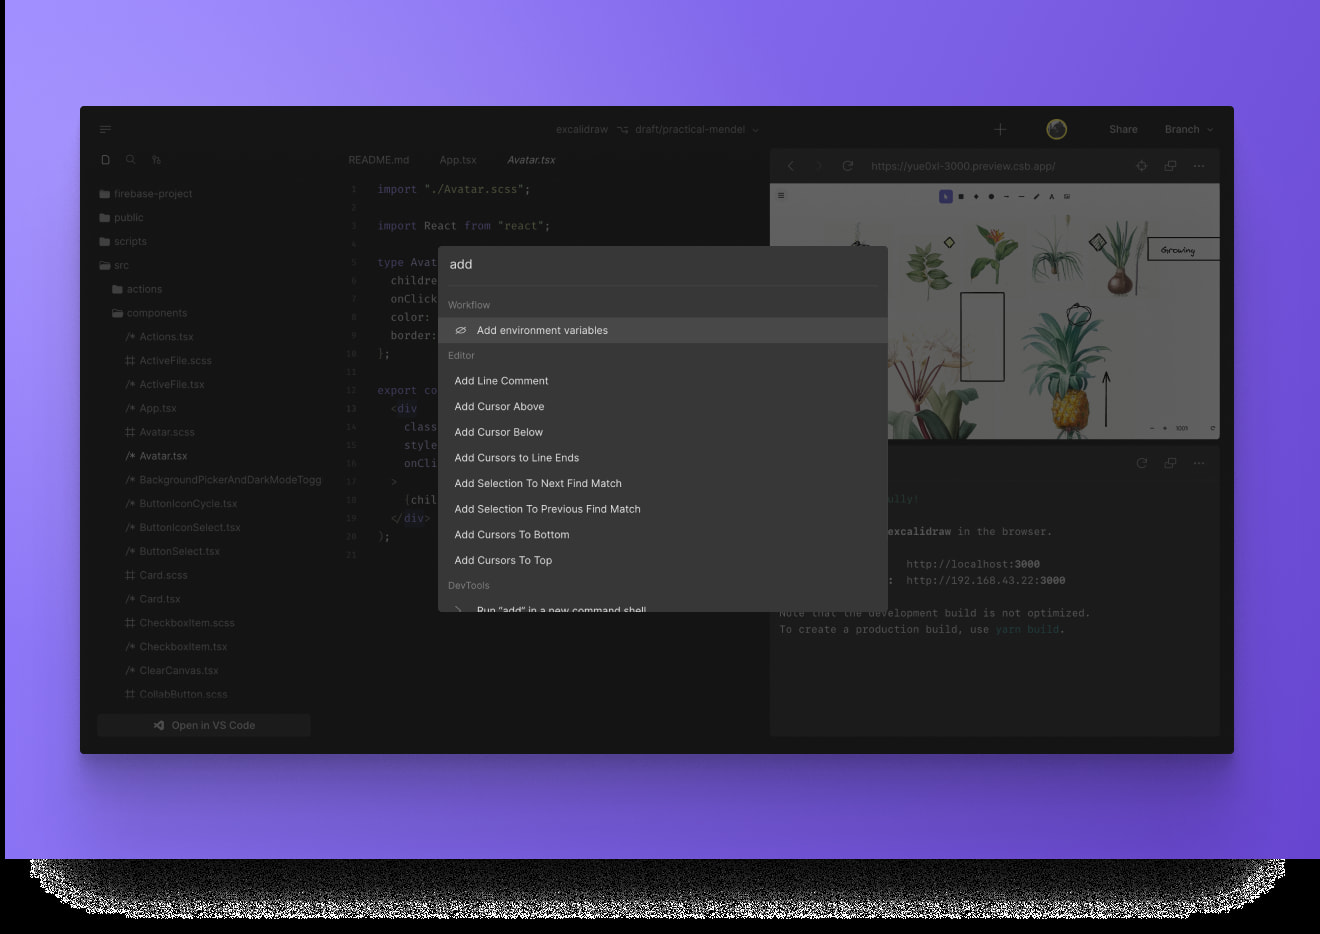 excalidraw draft/practical-mendel
Share Branch
README.md App.tsx Avatar.tsx
https://yue0xl-3000.preview.csb.app/
firebase-project
public
scripts
src
actions
components
/* Actions.tsx
ActiveFile.scss
/* ActiveFile.tsx
/* App.tsx
Avatar.scss
/* Avatar.tsx
/* BackgroundPickerAndDarkModeTogg
/* ButtonIconCycle.tsx
/* ButtonIconSelect.tsx
/* ButtonSelect.tsx
Card.scss
/* Card.tsx
CheckboxItem.scss
/* CheckboxItem.tsx
/* ClearCanvas.tsx
CollabButton.scss
Open in VS Code
1 import "./Avatar.scss";
2
3 import React from "react";
4
5 type Avat
6 childre
7 onClick
8 color:
9 border:
10 };
11
12 export co
13 <div
14 class
15 style
16 onCli
17 >
18 {chil
19 </div>
20 );
21
add
Workflow
Add environment variables
Editor
Add Line Comment
Add Cursor Above
Add Cursor Below
Add Cursors to Line Ends
Add Selection To Next Find Match
Add Selection To Previous Find Match
Add Cursors To Bottom
Add Cursors To Top
DevTools
Run "add" in a new command shell
Growing
100%
ully!
excalidraw in the browser.
http://localhost:3000
: http://192.168.43.22:3000
Note that the development build is not optimized.
To create a production build, use yarn build.